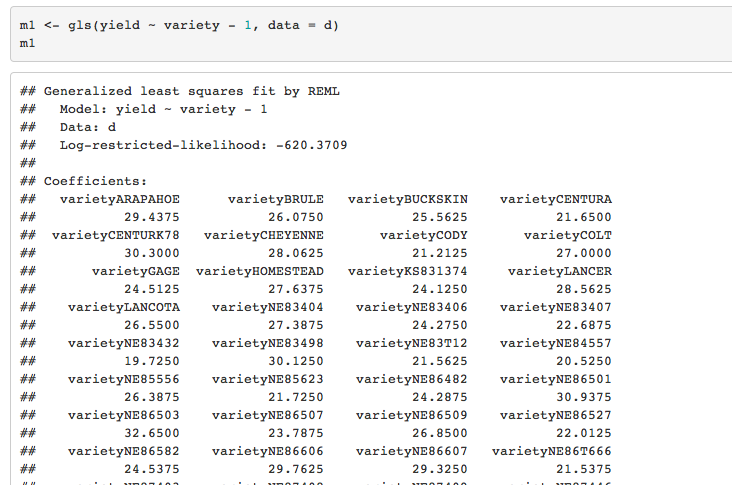 m1 <- gls(yield ~ variety - 1, data = d)
m1
## Generalized least squares fit by REML
##   Model: yield ~ variety - 1
##   Data: d
##   Log-restricted-likelihood: -620.3709
##
## Coefficients:
##   varietyARAPAHOE      varietyBRULE   varietyBUCKSKIN    varietyCENTURA
##           29.4375           26.0750           25.5625           21.6500
##  varietyCENTURK78   varietyCHEYENNE       varietyCODY       varietyCOLT
##           30.3000           28.0625           21.2125           27.0000
##       varietyGAGE  varietyHOMESTEAD   varietyKS831374     varietyLANCER
##           24.5125           27.6375           24.1250           28.5625
##    varietyLANCOTA    varietyNE83404    varietyNE83406    varietyNE83407
##           26.5500           27.3875           24.2750           22.6875
##    varietyNE83432    varietyNE83498    varietyNE83T12    varietyNE84557
##           19.7250           30.1250           21.5625           20.5250
##    varietyNE85556    varietyNE85623    varietyNE86482    varietyNE86501
##           26.3875           21.7250           24.2875           30.9375
##    varietyNE86503    varietyNE86507    varietyNE86509    varietyNE86527
##           32.6500           23.7875           26.8500           22.0125
##    varietyNE86582    varietyNE86606    varietyNE86607   varietyNE86T666
##           24.5375           29.7625           29.3250           21.5375